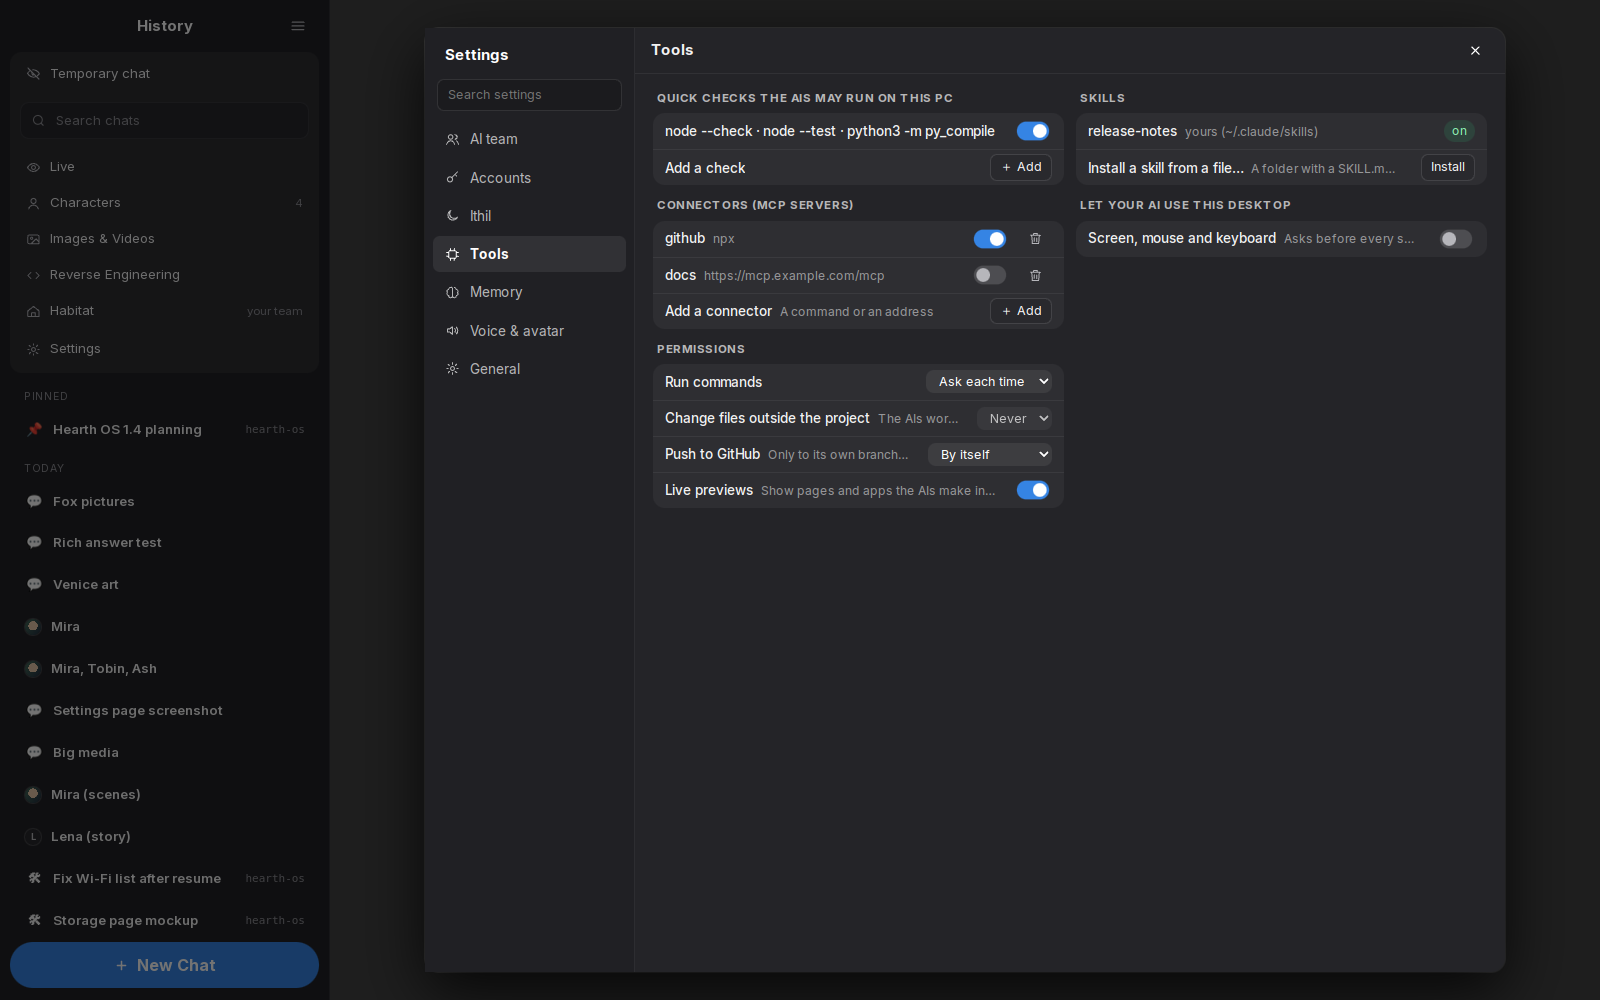 History
Temporary chat
Search chats
Live
Characters 4
Images & Videos
Reverse Engineering
Habitat your team
Settings
PINNED
Hearth OS 1.4 planning hearth-os
TODAY
Fox pictures
Rich answer test
Venice art
Mira
Mira, Tobin, Ash
Settings page screenshot
Big media
Mira (scenes)
L Lena (story)
Fix Wi-Fi list after resume hearth-os
Storage page mockup hearth-os
+ New Chat
Settings
Search settings
AI team
Accounts
Ithil
Tools
Memory
Voice & avatar
General
Tools
QUICK CHECKS THE AIS MAY RUN ON THIS PC
node --check · node --test · python3 -m py_compile
Add a check + Add
CONNECTORS (MCP SERVERS)
github npx
docs https://mcp.example.com/mcp
Add a connector A command or an address + Add
PERMISSIONS
Run commands Ask each time
Change files outside the project The AIs wor... Never
Push to GitHub Only to its own branch... By itself
Live previews Show pages and apps the AIs make in...
SKILLS
release-notes yours (~/.claude/skills) on
Install a skill from a file... A folder with a SKILL.m... Install
LET YOUR AI USE THIS DESKTOP
Screen, mouse and keyboard Asks before every s...